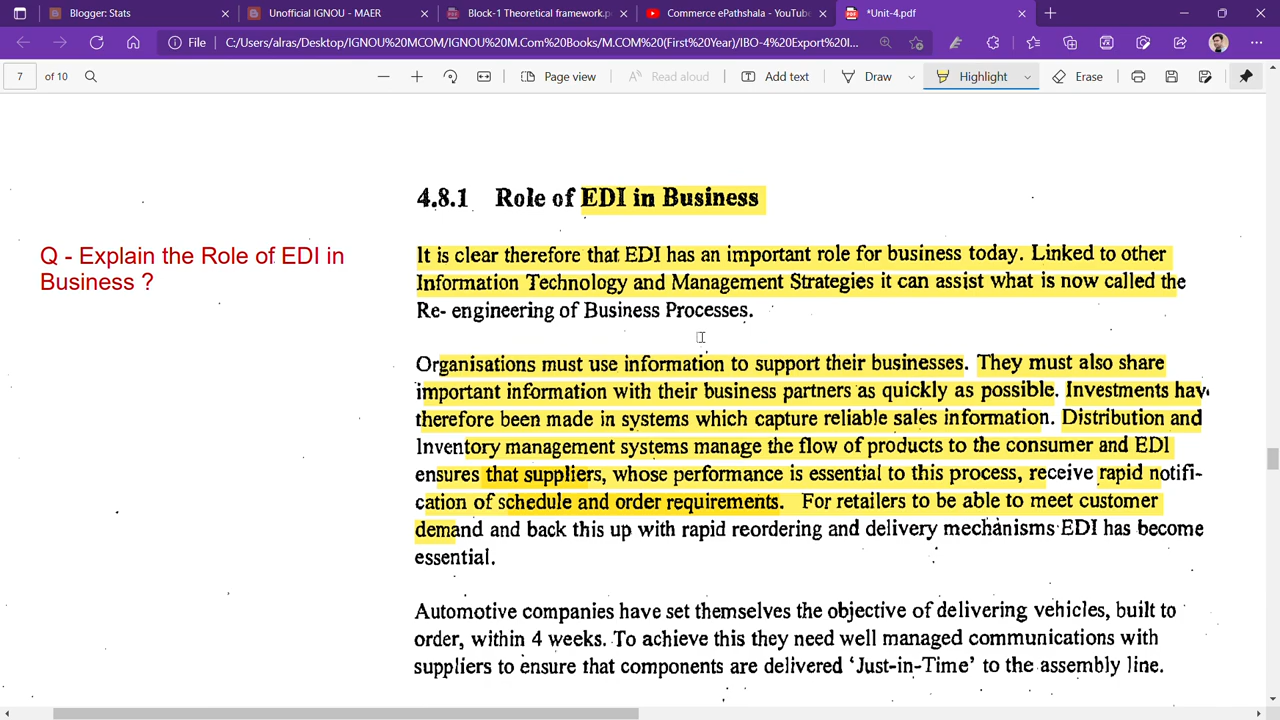 Blogger: Stats
Unofficial IGNOU - MAER
Block-1 Theoretical framework.p
Commerce ePathshala - YouTube
*Unit-4.pdf
File C:/Users/alras/Desktop/IGNOU%20MCOM/IGNOU%20M.Com%20Books/M.COM%20(First%20Year)/IBO-4%20Export%20I...
7 of 10
Page view
Read aloud
Add text
Draw
Highlight
Erase
4.8.1 Role of EDI in Business
Q - Explain the Role of EDI in
Business ?
It is clear therefore that EDI has an important role for business today. Linked to other
Information Technology and Management Strategies it can assist what is now called the
Re- engineering of Business Processes.
Organisations must use information to support their businesses. They must also share
important information with their business partners as quickly as possible. Investments hav
therefore been made in systems which capture reliable sales information. Distribution and
Inventory management systems manage the flow of products to the consumer and EDI
ensures that suppliers, whose performance is essential to this process, receive rapid notifi-
cation of schedule and order requirements. For retailers to be able to meet customer
demand and back this up with rapid reordering and delivery mechanisms EDI has become
essential.
Automotive companies have set themselves the objective of delivering vehicles, built to
order, within 4 weeks. To achieve this they need well managed communications with
suppliers to ensure that components are delivered 'Just-in-Time' to the assembly line.